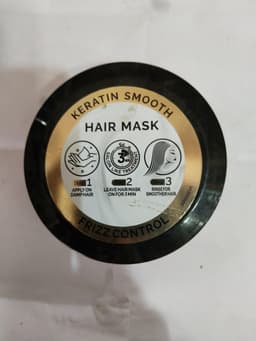 KERATIN SMOOTH
HAIR MASK
3
1
APPLY ON
DAMP HAIR
2
LEAVE HAIR MASK
ON FOR 3 MIN
3
RINSE FOR
SMOOTHER HAIR
FRIZZ CONTROL